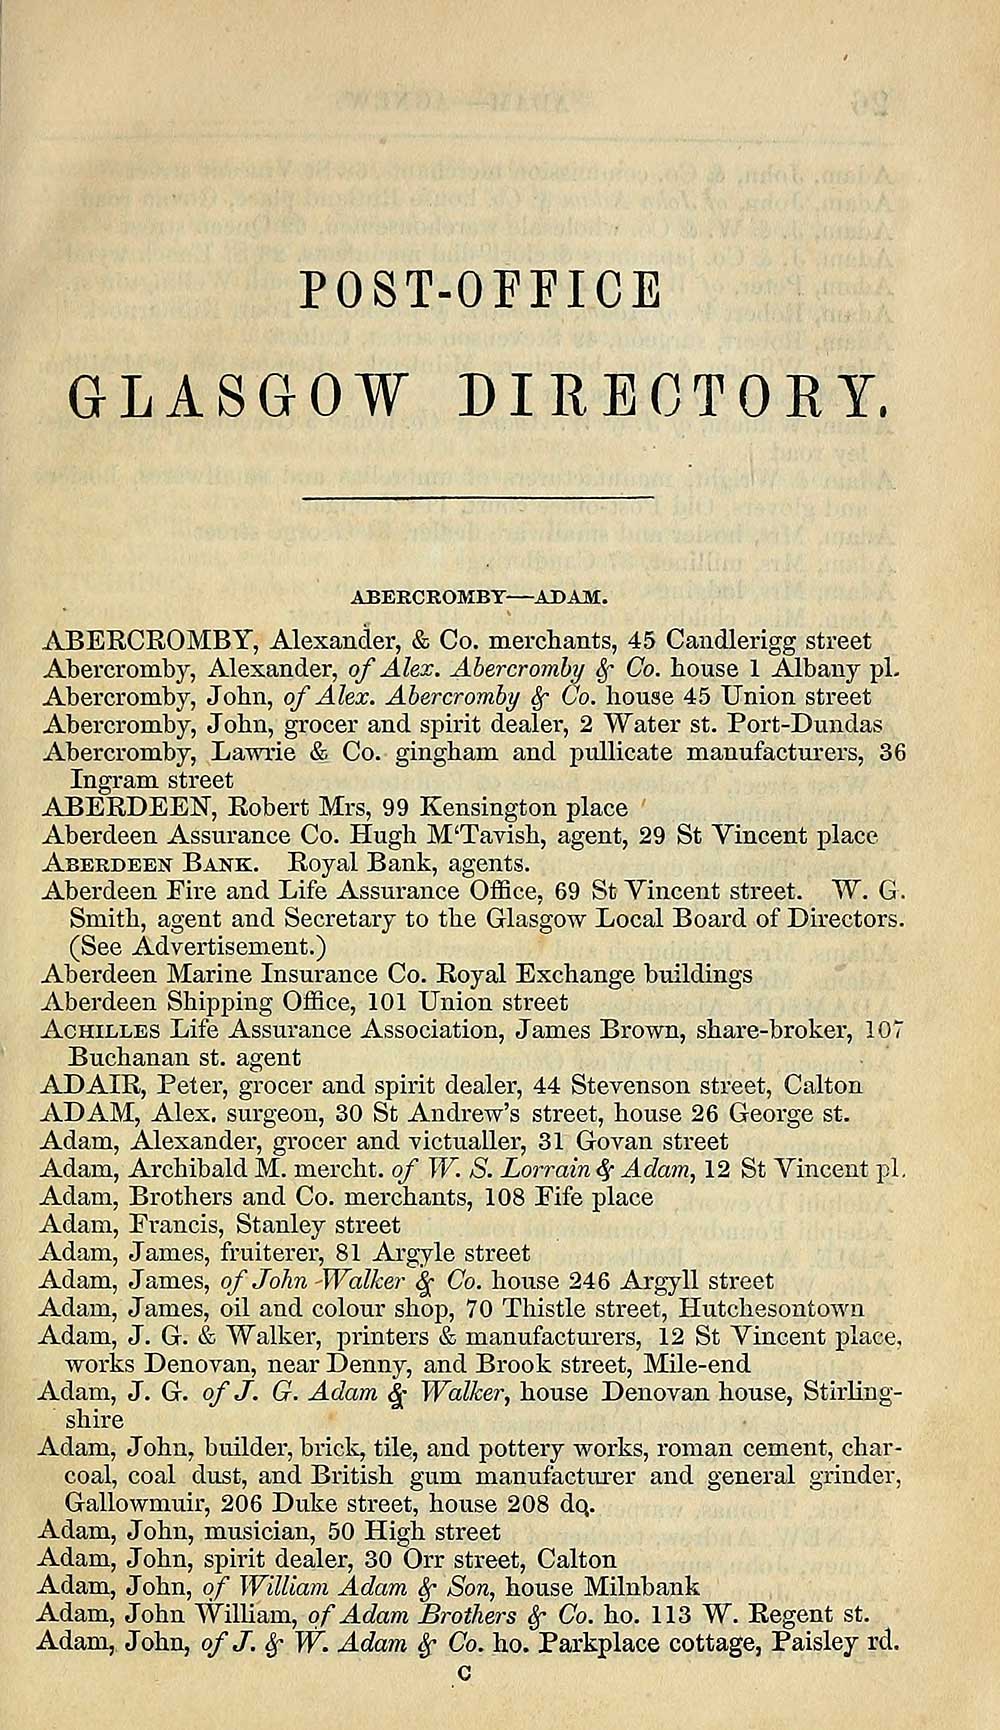 POST-OFFICE
GLASGOW DIRECTORY.
ABERCROMBY—ADAM.
ABERCROMBY, Alexander, & Co. merchants, 45 Candlerigg street
Abercromby, Alexander, of Alex. Abercromby & Co. house 1 Albany pl.
Abercromby, John, of Alex. Abercromby & Co. house 45 Union street
Abercromby, John, grocer and spirit dealer, 2 Water st. Port-Dundas
Abercromby, Lawrie & Co. gingham and pullicate manufacturers, 36
Ingram street
ABERDEEN, Robert Mrs, 99 Kensington place
Aberdeen Assurance Co. Hugh M‘Tavish, agent, 29 St Vincent place
ABERDEEN BANK. Royal Bank, agents.
Aberdeen Fire and Life Assurance Office, 69 St Vincent street. W. G.
Smith, agent and Secretary to the Glasgow Local Board of Directors.
(See Advertisement.)
Aberdeen Marine Insurance Co. Royal Exchange buildings
Aberdeen Shipping Office, 101 Union street
ACHILLES Life Assurance Association, James Brown, share-broker, 107
Buchanan st. agent
ADAIR, Peter, grocer and spirit dealer, 44 Stevenson street, Calton
ADAM, Alex. surgeon, 30 St Andrew's street, house 26 George st.
Adam, Alexander, grocer and victualler, 31 Govan street
Adam, Archibald M. mercht. of W. S. Lorrain & Adam, 12 St Vincent pl.
Adam, Brothers and Co. merchants, 108 Fife place
Adam, Francis, Stanley street
Adam, James, fruiterer, 81 Argyle street
Adam, James, of John Walker & Co. house 246 Argyll street
Adam, James, oil and colour shop, 70 Thistle street, Hutchesontown
Adam, J. G. & Walker, printers & manufacturers, 12 St Vincent place,
works Denovan, near Denny, and Brook street, Mile-end
Adam, J. G. of J. G. Adam & Walker, house Denovan house, Stirling-
shire
Adam, John, builder, brick, tile, and pottery works, roman cement, char-
coal, coal dust, and British gum manufacturer and general grinder,
Gallowmuir, 206 Duke street, house 208 do.
Adam, John, musician, 50 High street
Adam, John, spirit dealer, 30 Orr street, Calton
Adam, John, of William Adam & Son, house Milnbank
Adam, John William, of Adam Brothers & Co. ho. 113 W. Regent st.
Adam, John, of J. & W. Adam & Co. ho. Parkplace cottage, Paisley rd.
C